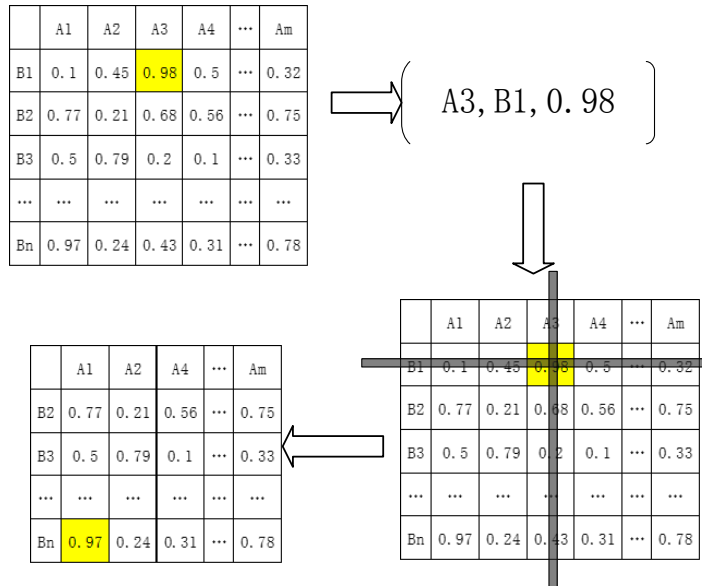 A1 A2 A3 A4 … Am
B1 0.1 0.45 0.98 0.5 … 0.32
B2 0.77 0.21 0.68 0.56 … 0.75
B3 0.5 0.79 0.2 0.1 … 0.33
… … … … … … …
Bn 0.97 0.24 0.43 0.31 … 0.78
(A3,B1,0.98)
A1 A2 A3 A4 … Am
B1 0.1 0.45 0.98 0.5 … 0.32
B2 0.77 0.21 0.68 0.56 … 0.75
B3 0.5 0.79 0.2 0.1 … 0.33
… … … … … … …
Bn 0.97 0.24 0.43 0.31 … 0.78
A1 A2 A4 … Am
B2 0.77 0.21 0.56 … 0.75
B3 0.5 0.79 0.1 … 0.33
… … … … … …
Bn 0.97 0.24 0.31 … 0.78